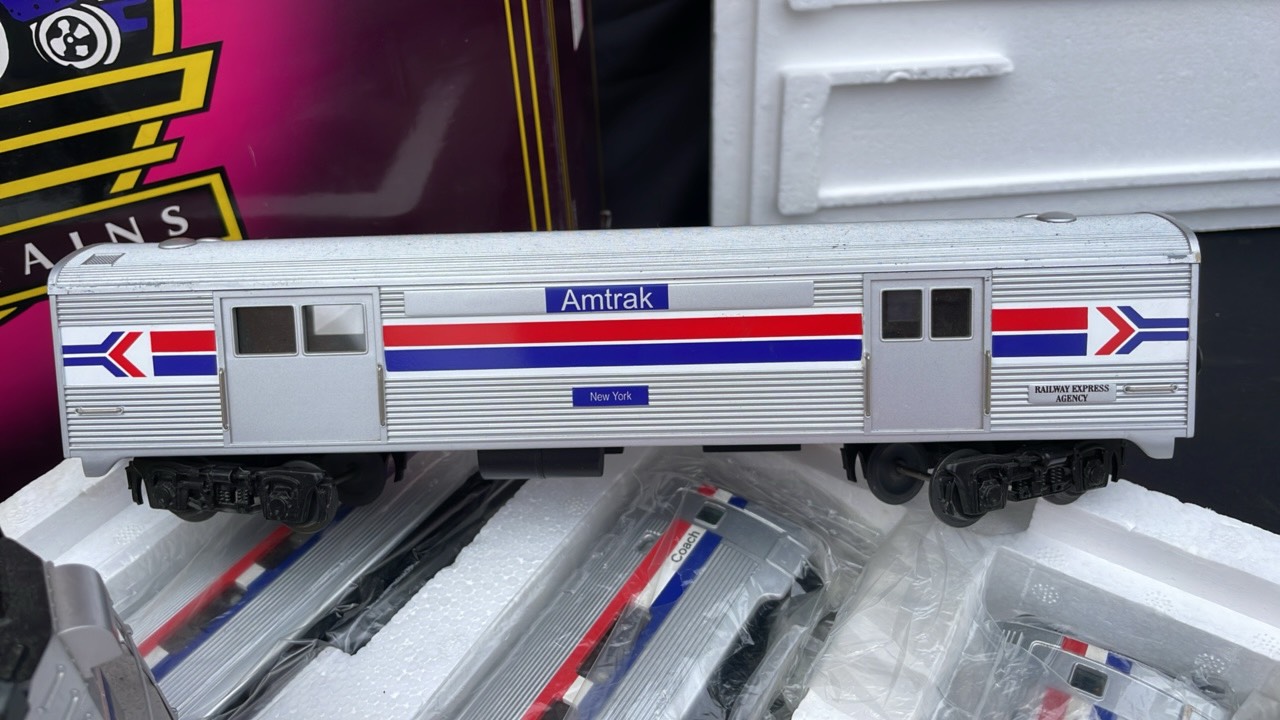 AINS
Amtrak
New York
RAILWAY EXPRESS
AGENCY
Coach